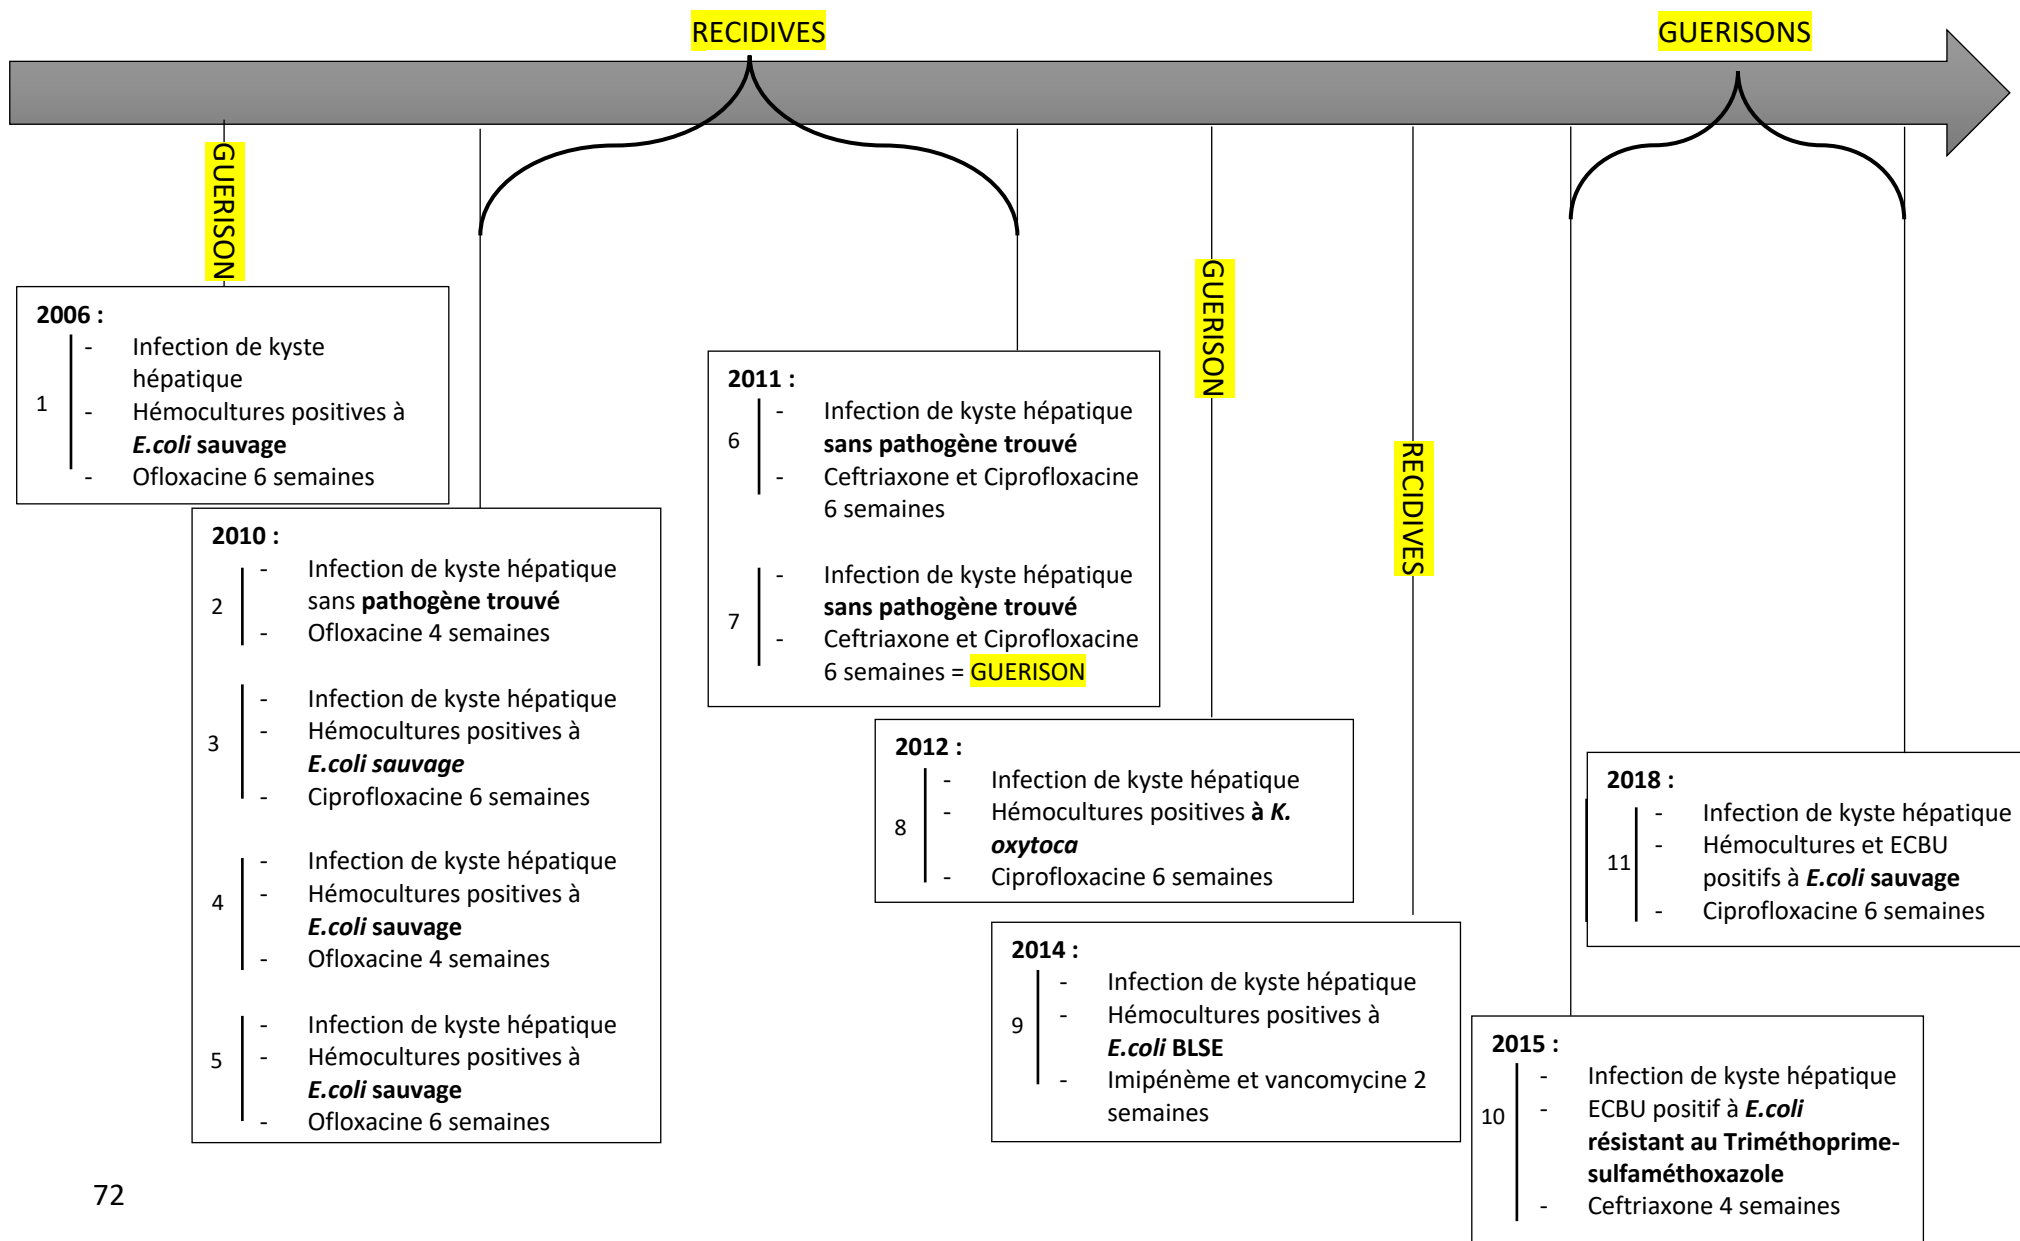 RECIDIVES
GUERISONS
GUERISON
2006 :
1
- Infection de kyste
hépatique
- Hémocultures positives à
E.coli sauvage
- Ofloxacine 6 semaines
2010 :
2
- Infection de kyste hépatique
sans pathogène trouvé
- Ofloxacine 4 semaines
3
- Infection de kyste hépatique
- Hémocultures positives à
E.coli sauvage
- Ciprofloxacine 6 semaines
4
- Infection de kyste hépatique
- Hémocultures positives à
E.coli sauvage
- Ofloxacine 4 semaines
5
- Infection de kyste hépatique
- Hémocultures positives à
E.coli sauvage
- Ofloxacine 6 semaines
2011 :
6
- Infection de kyste hépatique
sans pathogène trouvé
- Ceftriaxone et Ciprofloxacine
6 semaines
7
- Infection de kyste hépatique
sans pathogène trouvé
- Ceftriaxone et Ciprofloxacine
6 semaines = GUERISON
GUERISON
2012 :
8
- Infection de kyste hépatique
- Hémocultures positives à K.
oxytoca
- Ciprofloxacine 6 semaines
RECIDIVES
2014 :
9
- Infection de kyste hépatique
- Hémocultures positives à
E.coli BLSE
- Imipénème et vancomycine 2
semaines
2015 :
10
- Infection de kyste hépatique
- ECBU positif à E.coli
résistant au Triméthoprime-
sulfaméthoxazole
- Ceftriaxone 4 semaines
2018 :
11
- Infection de kyste hépatique
- Hémocultures et ECBU
positifs à E.coli sauvage
- Ciprofloxacine 6 semaines
72